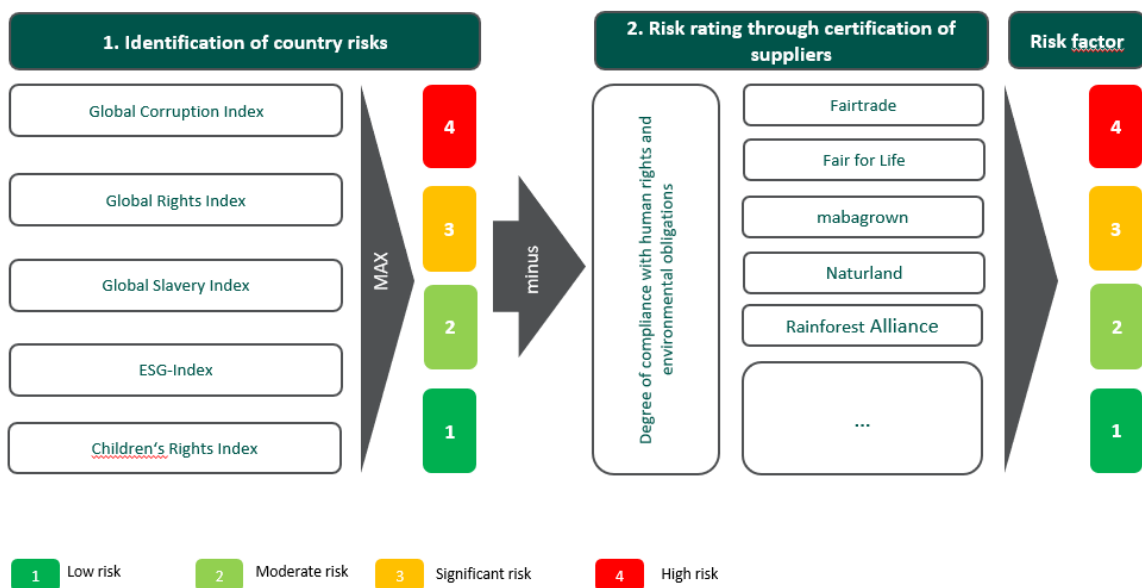 1. Identification of country risks
Global Corruption Index
Global Rights Index
Global Slavery Index
ESG-Index
Children‘s Rights Index
MAX
4
3
2
1
minus
2. Risk rating through certification of
suppliers
Degree of compliance with human rights and
environmental obligations
Fairtrade
Fair for Life
mabagrown
Naturland
Rainforest Alliance
...
Risk factor
4
3
2
1
1 Low risk
2 Moderate risk
3 Significant risk
4 High risk